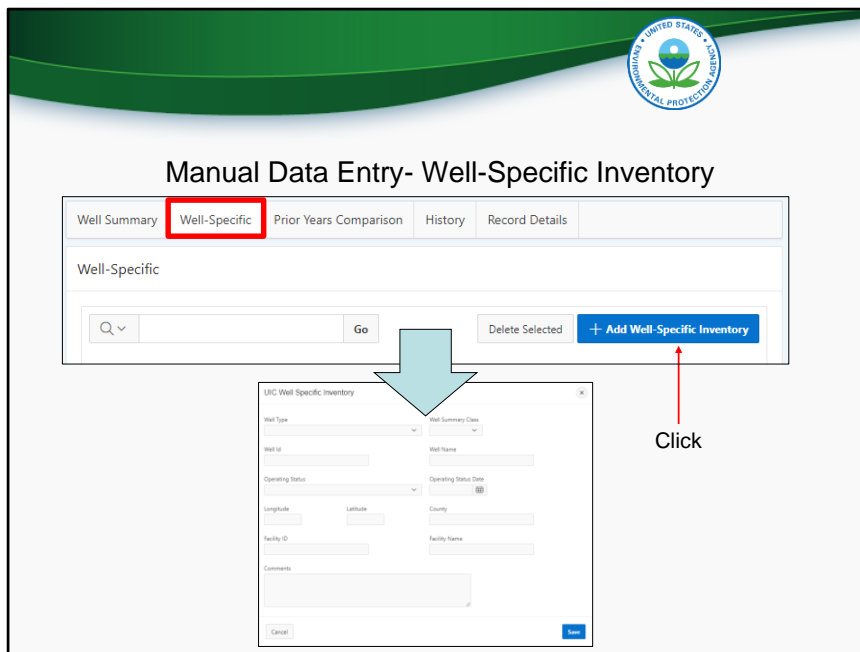 UNITED STATES
ENVIRONMENTAL PROTECTION AGENCY
Manual Data Entry- Well-Specific Inventory
Well Summary Well-Specific Prior Years Comparison History Record Details
Well-Specific
Go Delete Selected + Add Well-Specific Inventory
Click
UIC Well Specific Inventory
Well Type Well Summary Class
Well Id Well Name
Operating Status Operating Status Date
Longitude Latitude County
Facility ID Facility Name
Comments
Cancel Save